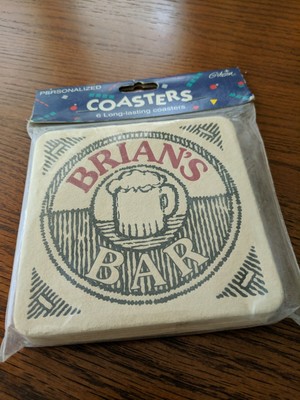 PERSONALIZED
COASTERS
6 Long-lasting coasters
BRIAN'S
BAR